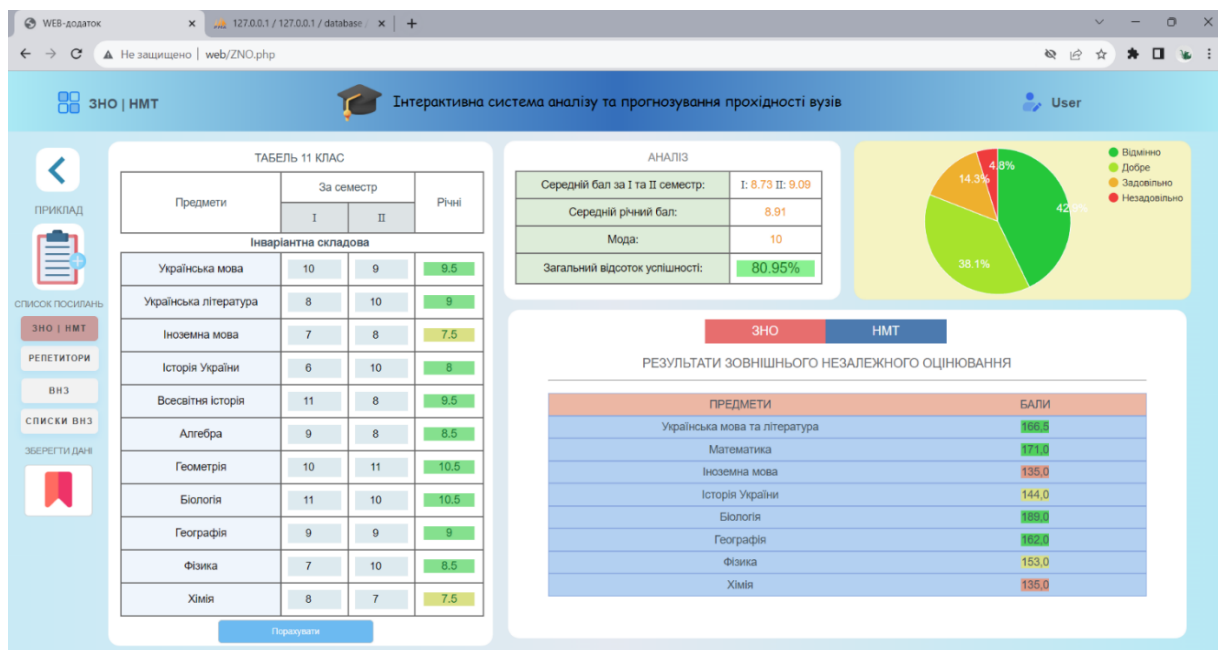 WEB-додаток
127.0.0.1 / 127.0.0.1 / database /
Не защищено | web/ZNO.php
ЗНО | НМТ
Інтерактивна система аналізу та прогнозування прохідності вузів
User
ПРИКЛАД
СПИСОК ПОСИЛАНЬ
ЗНО | НМТ
РЕПЕТИТОРИ
ВНЗ
СПИСКИ ВНЗ
ЗБЕРЕГТИ ДАНІ
ТАБЕЛЬ 11 КЛАС
Предмети За семестр Річні
I II
Інваріантна складова
Українська мова 10 9 9.5
Українська література 8 10 9
Іноземна мова 7 8 7.5
Історія України 6 10 8
Всесвітня історія 11 8 9.5
Алгебра 9 8 8.5
Геометрія 10 11 10.5
Біологія 11 10 10.5
Географія 9 9 9
Фізика 7 10 8.5
Хімія 8 7 7.5
Порахувати
АНАЛІЗ
Середній бал за I та II семестр: I: 8.73 II: 9.09
Середній річний бал: 8.91
Мода: 10
Загальний відсоток успішності: 80.95%
4.8%
14.3%
38.1%
Відмінно
Добре
Задовільно
Незадовільно
ЗНО НМТ
РЕЗУЛЬТАТИ ЗОВНІШНЬОГО НЕЗАЛЕЖНОГО ОЦІНЮВАННЯ
ПРЕДМЕТИ БАЛИ
Українська мова та література 166,5
Математика 171,0
Іноземна мова 135,0
Історія України 144,0
Біологія 189,0
Географія 162,0
Фізика 153,0
Хімія 135,0